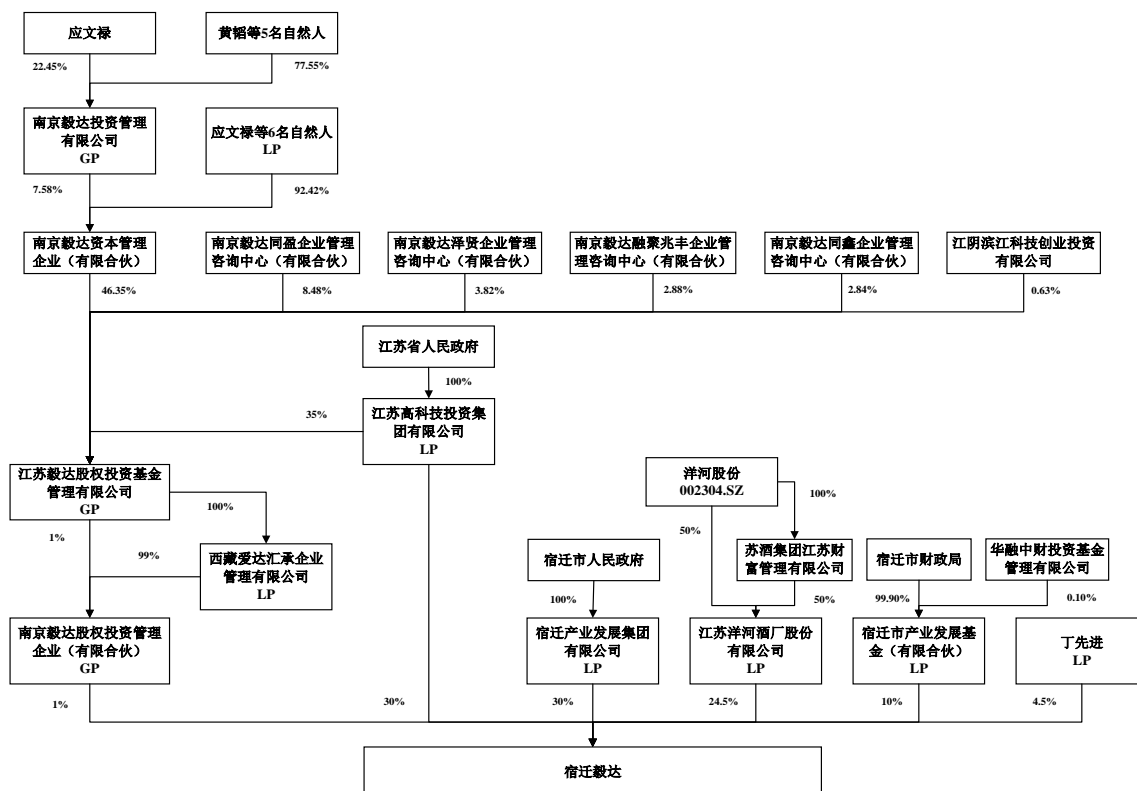 应文禄
黄韬等5名自然人
22.45%
77.55%
南京毅达投资管理
有限公司
GP
应文禄等6名自然人
LP
7.58%
92.42%
南京毅达资本管理
企业（有限合伙）
南京毅达同盈企业管理
咨询中心（有限合伙）
南京毅达泽贤企业管理
咨询中心（有限合伙）
南京毅达融聚兆丰企业管
理咨询中心（有限合伙）
南京毅达同鑫企业管理
咨询中心（有限合伙）
江阴滨江科技创业投资
有限公司
46.35%
8.48%
3.82%
2.88%
2.84%
0.63%
江苏省人民政府
100%
35%
江苏高科技投资集
团有限公司
LP
江苏毅达股权投资基金
管理有限公司
GP
100%
洋河股份
002304.SZ
100%
1%
99%
50%
西藏爱达汇承企业
管理有限公司
LP
宿迁市人民政府
苏酒集团江苏财
富管理有限公司
宿迁市财政局
华融中财投资基金
管理有限公司
100%
50%
99.90%
0.10%
南京毅达股权投资管理
企业（有限合伙）
GP
宿迁产业发展集团
有限公司
LP
江苏洋河酒厂股份
有限公司
LP
宿迁市产业发展基
金（有限合伙）
LP
丁先进
LP
1%
30%
30%
24.5%
10%
4.5%
宿迁毅达